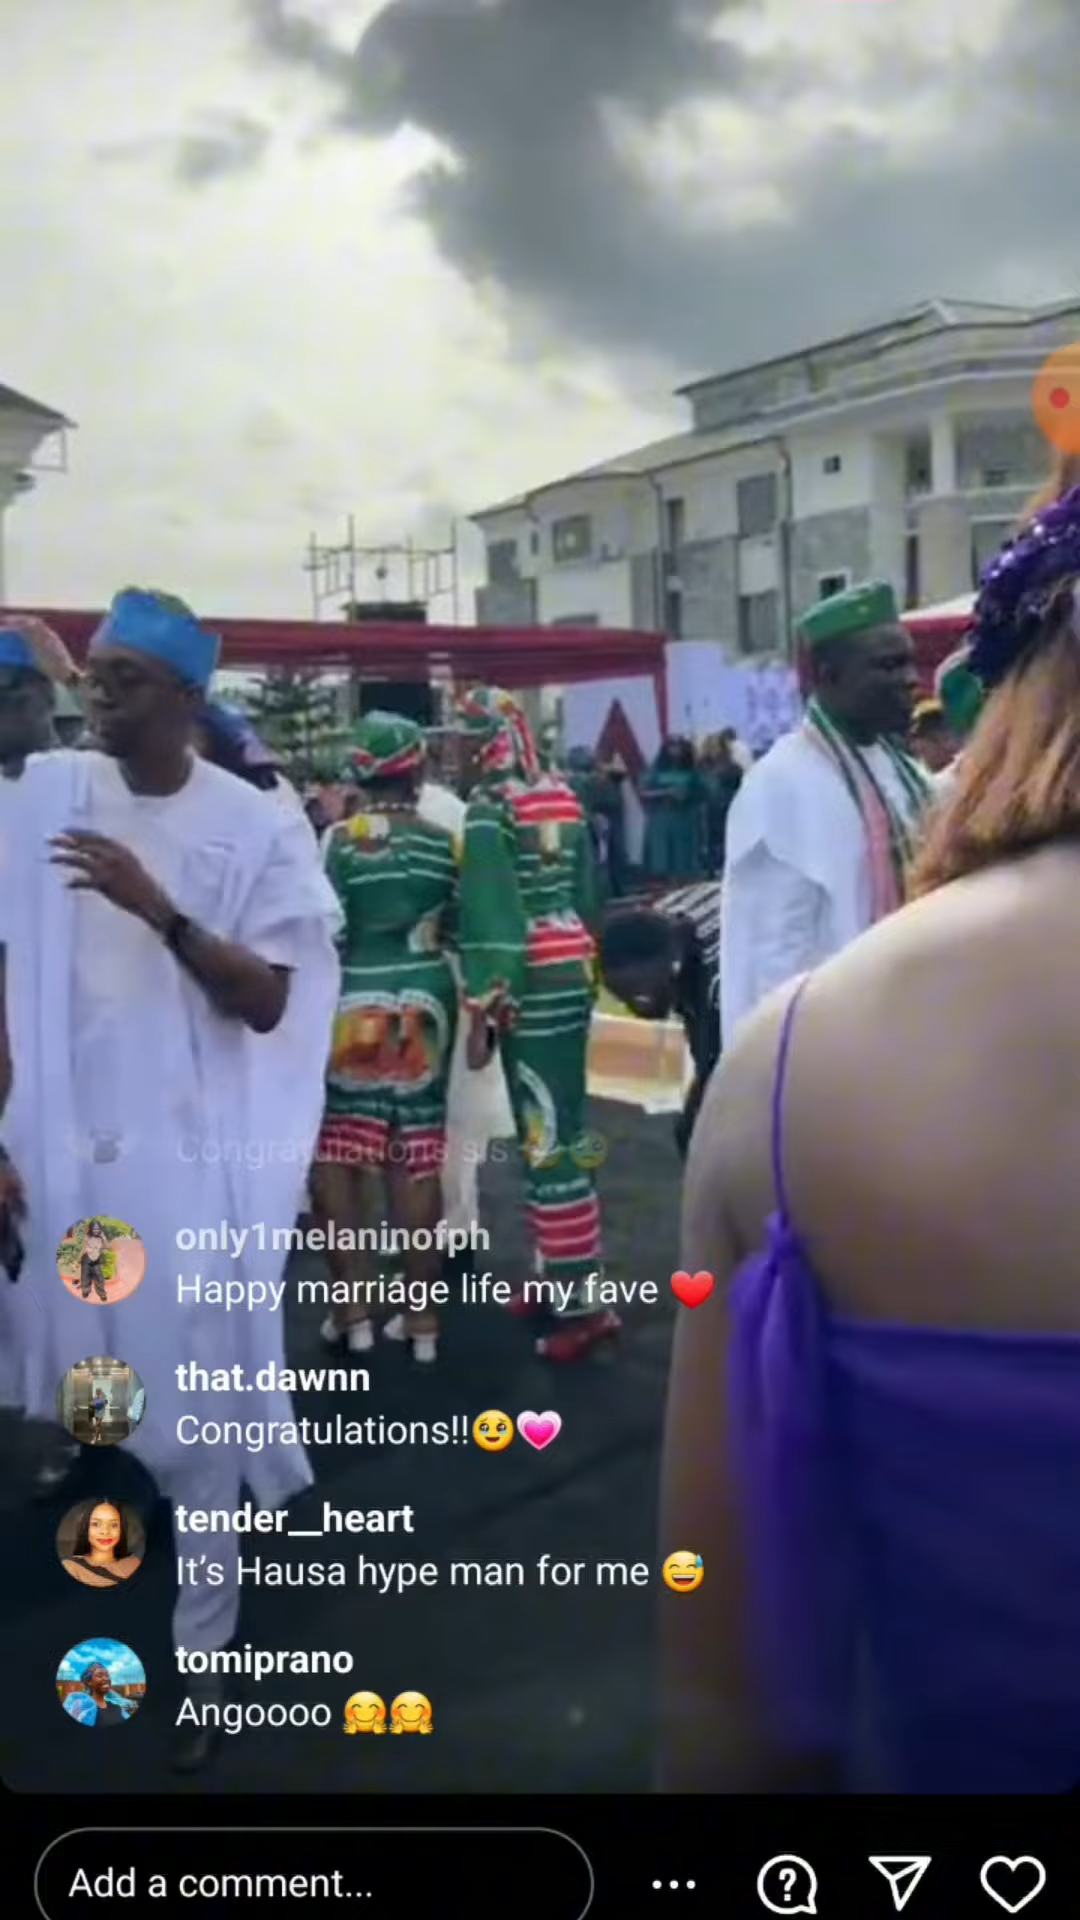 Congratulations sis
only1melaninofph
Happy marriage life my fave ❤️
that.dawnn
Congratulations!!🥹💗
tender__heart
It’s Hausa hype man for me 😅
tomiprano
Angoooo 🤗🤗
Add a comment...